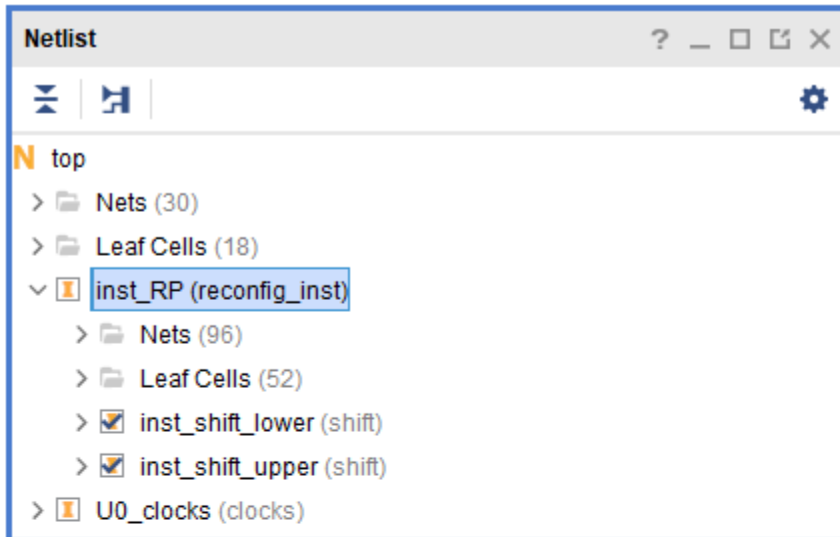 Netlist
N top
Nets (30)
Leaf Cells (18)
inst_RP (reconfig_inst)
Nets (96)
Leaf Cells (52)
inst_shift_lower (shift)
inst_shift_upper (shift)
U0_clocks (clocks)